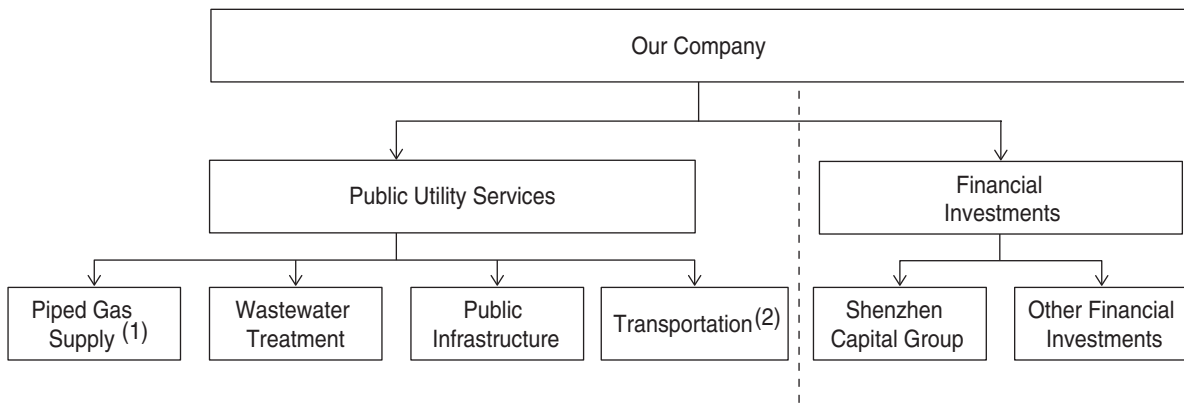 Our Company
Public Utility Services
Financial
Investments
Piped Gas
Supply (1)
Wastewater
Treatment
Public
Infrastructure
Transportation(2)
Shenzhen
Capital Group
Other Financial
Investments